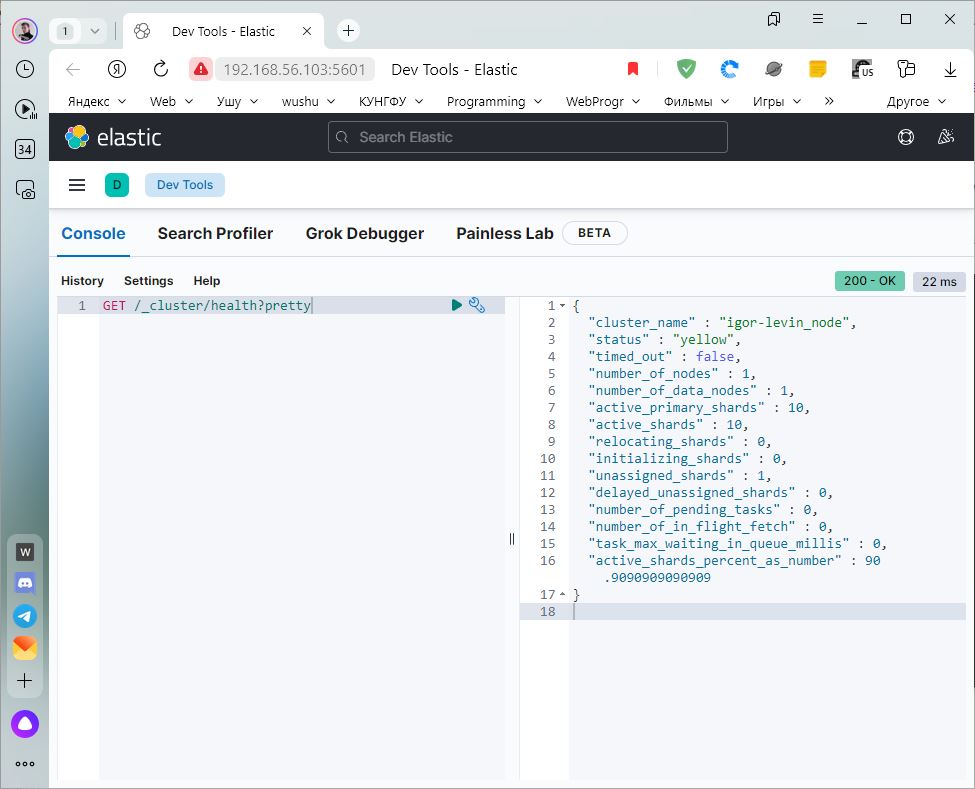 1
Dev Tools - Elastic
Я
192.168.56.103:5601
Dev Tools - Elastic
US
Яндекс
Web
Ушу
wushu
КУНГФУ
Programming
WebProgr
Фильмы
Игры
»
Другое
34
elastic
Search Elastic
D
Dev Tools
Console
Search Profiler
Grok Debugger
Painless Lab
BETA
History
Settings
Help
200 - OK
22 ms
1 GET /_cluster/health?pretty
1 {
2 "cluster_name" : "igor-levin_node",
3 "status" : "yellow",
4 "timed_out" : false,
5 "number_of_nodes" : 1,
6 "number_of_data_nodes" : 1,
7 "active_primary_shards" : 10,
8 "active_shards" : 10,
9 "relocating_shards" : 0,
10 "initializing_shards" : 0,
11 "unassigned_shards" : 1,
12 "delayed_unassigned_shards" : 0,
13 "number_of_pending_tasks" : 0,
14 "number_of_in_flight_fetch" : 0,
15 "task_max_waiting_in_queue_millis" : 0,
16 "active_shards_percent_as_number" : 90
.9090909090909
17 }
18
W